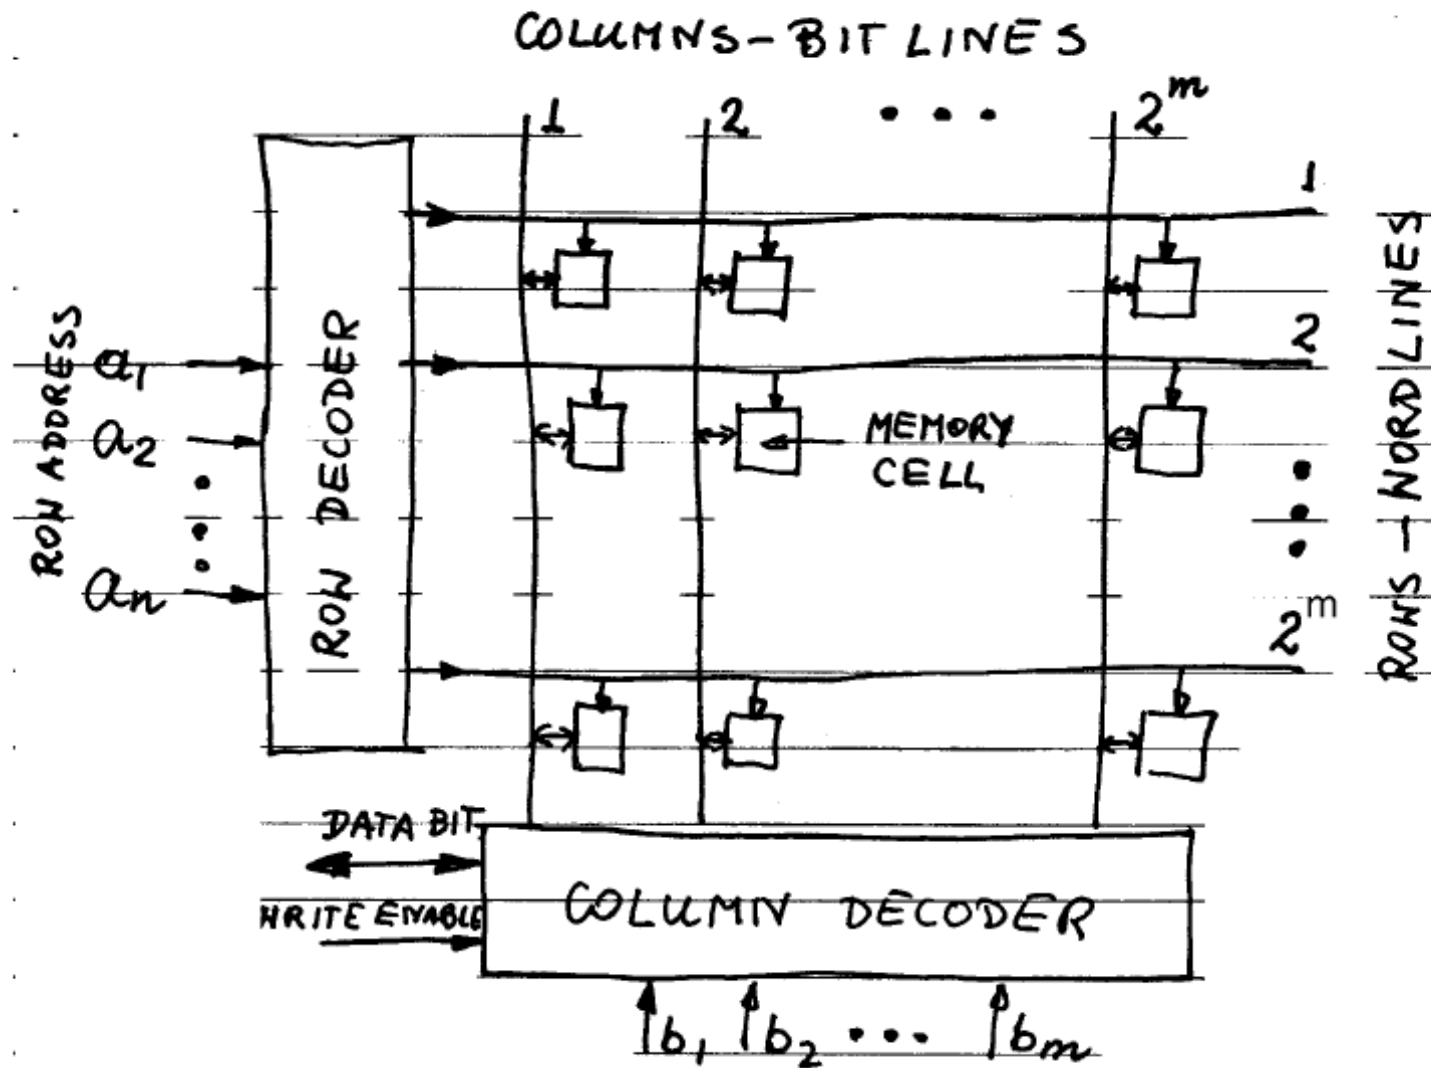 COLUMNS-BIT LINES
1 2 • • • 2^m
1
2
2^m
ROWS - WORD LINES
ROW ADDRESS
a1
a2
an
ROW DECODER
MEMORY
CELL
DATA BIT
WRITE ENABLE
COLUMN DECODER
b1 b2 • • • bm